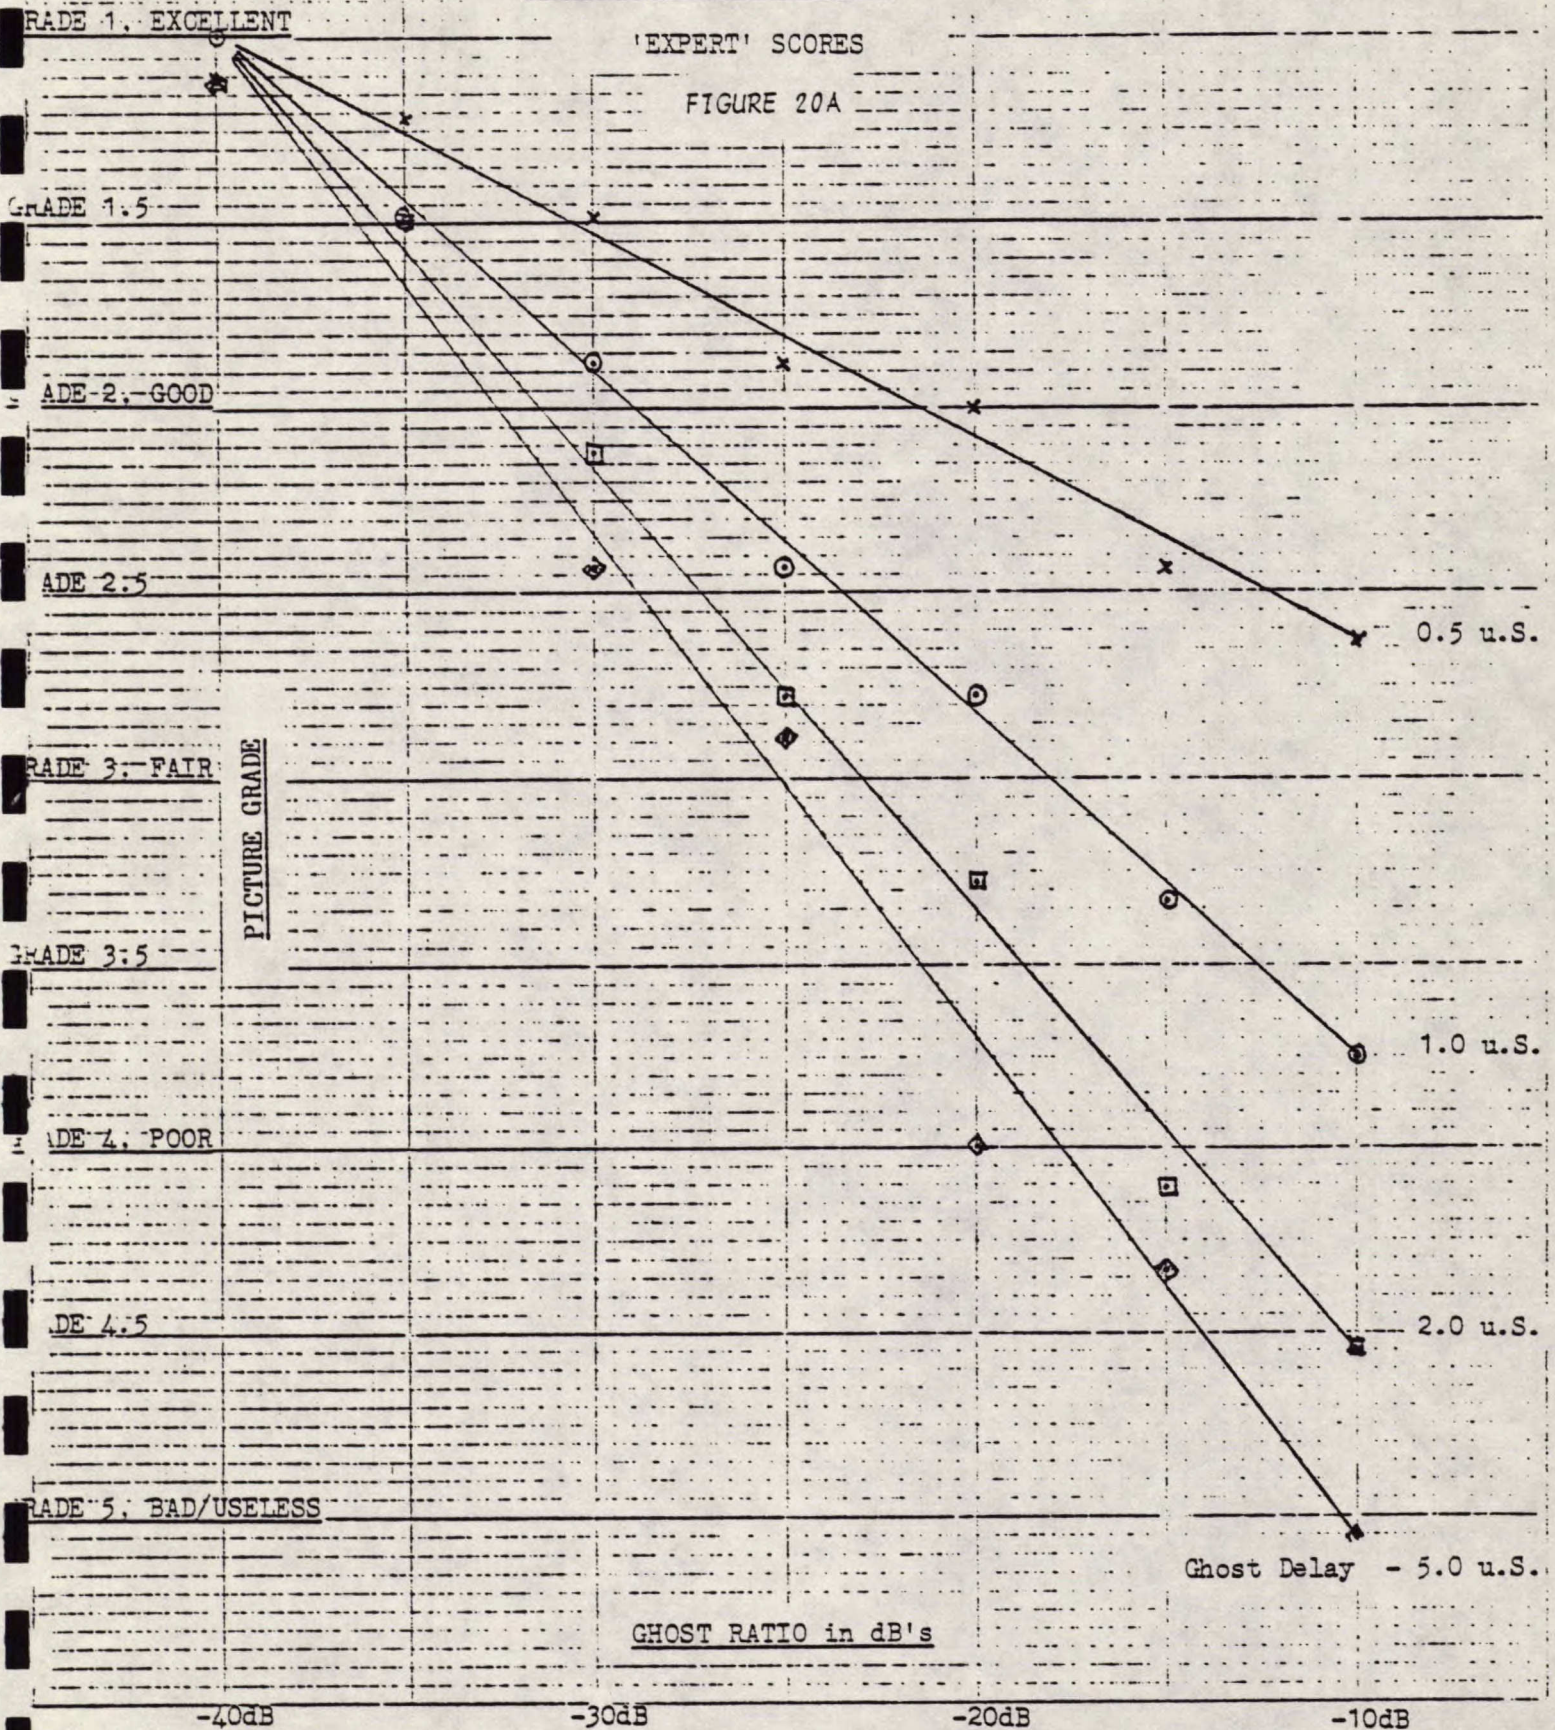 RADE 1. EXCELLENT
'EXPERT' SCORES
FIGURE 20A
GRADE 1.5
ADE 2. GOOD
ADE 2.5
0.5 u.S.
RADE 3. FAIR
PICTURE GRADE
GRADE 3.5
1.0 u.S.
ADE 4. POOR
DE 4.5
2.0 u.S.
RADE 5. BAD/USELESS
Ghost Delay - 5.0 u.S.
GHOST RATIO in dB's
-40dB -30dB -20dB -10dB